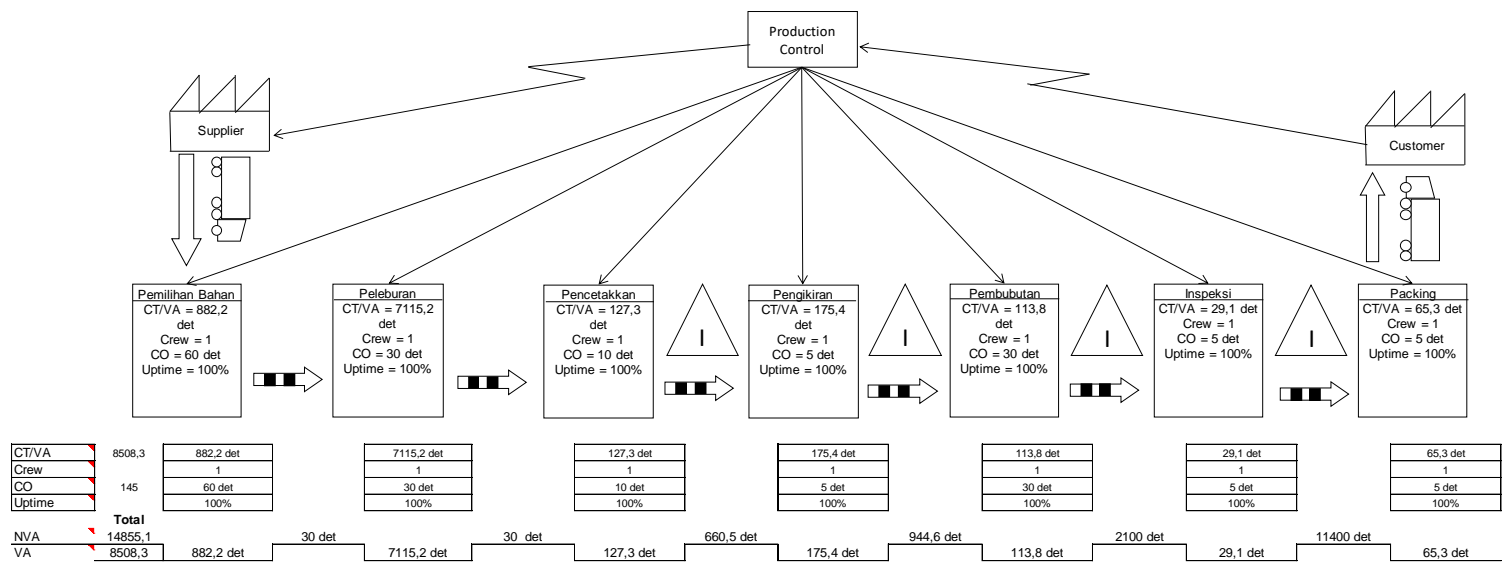 Production
Control
Supplier
Customer
Pemilihan Bahan
CT/VA = 882,2
det
Crew = 1
CO = 60 det
Uptime = 100%
Peleburan
CT/VA = 7115,2
det
Crew = 1
CO = 30 det
Uptime = 100%
Pencetakkan
CT/VA = 127,3
det
Crew = 1
CO = 10 det
Uptime = 100%
I
Pengikiran
CT/VA = 175,4
det
Crew = 1
CO = 5 det
Uptime = 100%
I
Pembubutan
CT/VA = 113,8
det
Crew = 1
CO = 30 det
Uptime = 100%
I
Inspeksi
CT/VA = 29,1 det
Crew = 1
CO = 5 det
Uptime = 100%
I
Packing
CT/VA = 65,3 det
Crew = 1
CO = 5 det
Uptime = 100%
CT/VA 8508,3 882,2 det 7115,2 det 127,3 det 175,4 det 113,8 det 29,1 det 65,3 det
Crew 1 1 1 1 1 1 1
CO 145 60 det 30 det 10 det 5 det 30 det 5 det 5 det
Uptime 100% 100% 100% 100% 100% 100% 100%
Total
NVA 14855,1 30 det 30 det 660,5 det 944,6 det 2100 det 11400 det
VA 8508,3 882,2 det 7115,2 det 127,3 det 175,4 det 113,8 det 29,1 det 65,3 det